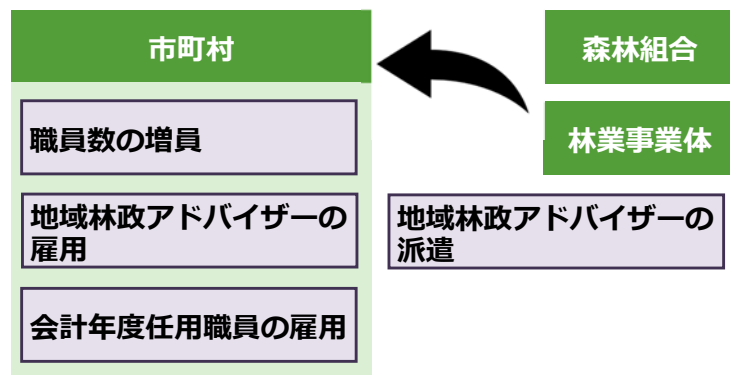 市町村
職員数の増員
地域林政アドバイザーの
雇用
会計年度任用職員の雇用
森林組合
林業事業体
地域林政アドバイザーの
派遣